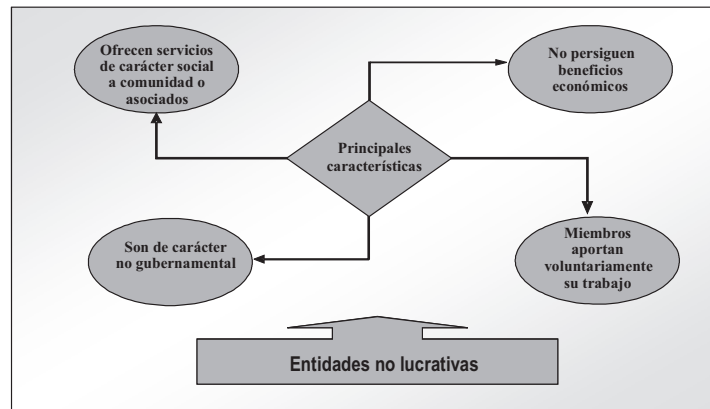 Ofrecen servicios
de carácter social
a comunidad o
asociados
No persiguen
beneficios
económicos
Principales
características
Son de carácter
no gubernamental
Miembros
aportan
voluntariamente
su trabajo
Entidades no lucrativas